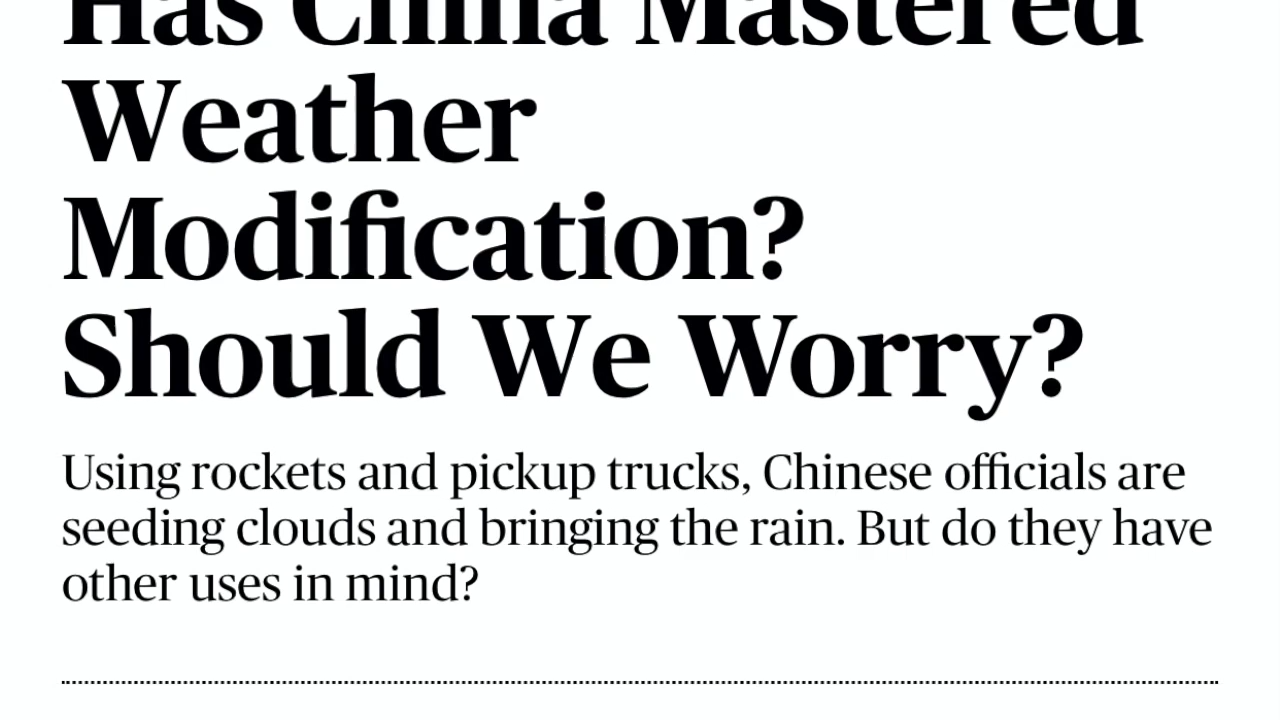 Has China Mastered
Weather
Modification?
Should We Worry?
Using rockets and pickup trucks, Chinese officials are
seeding clouds and bringing the rain. But do they have
other uses in mind?